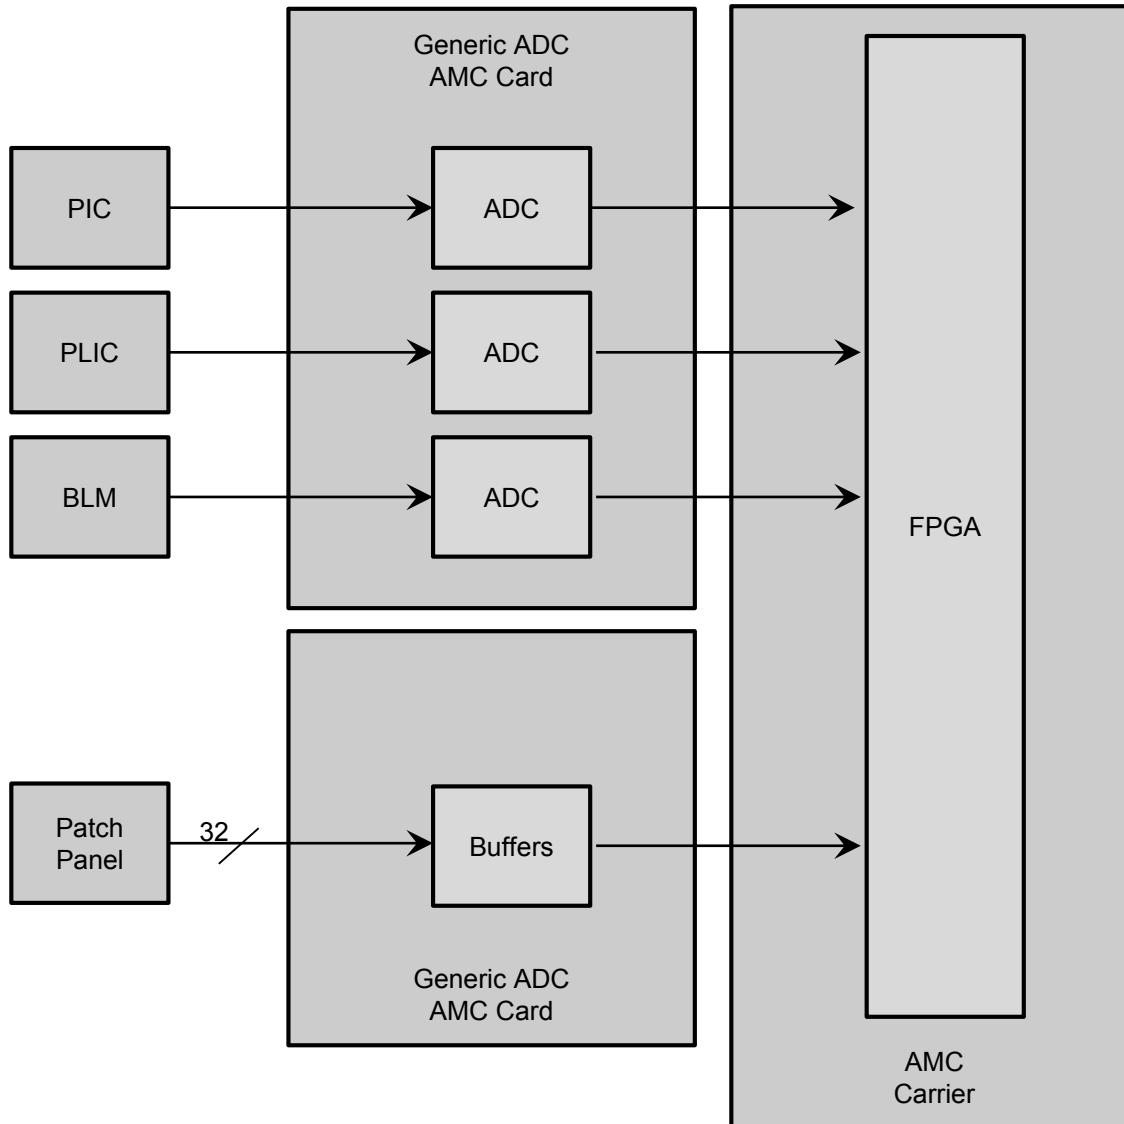 Generic ADC
AMC Card
PIC
ADC
PLIC
ADC
BLM
ADC
FPGA
Patch
Panel
32
Buffers
Generic ADC
AMC Card
AMC
Carrier